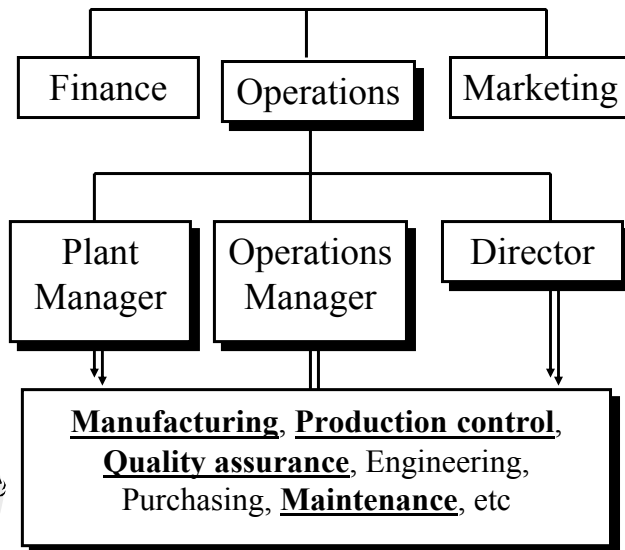 Finance
Operations
Marketing
Plant
Manager
Operations
Manager
Director
Manufacturing, Production control,
Quality assurance, Engineering,
Purchasing, Maintenance, etc